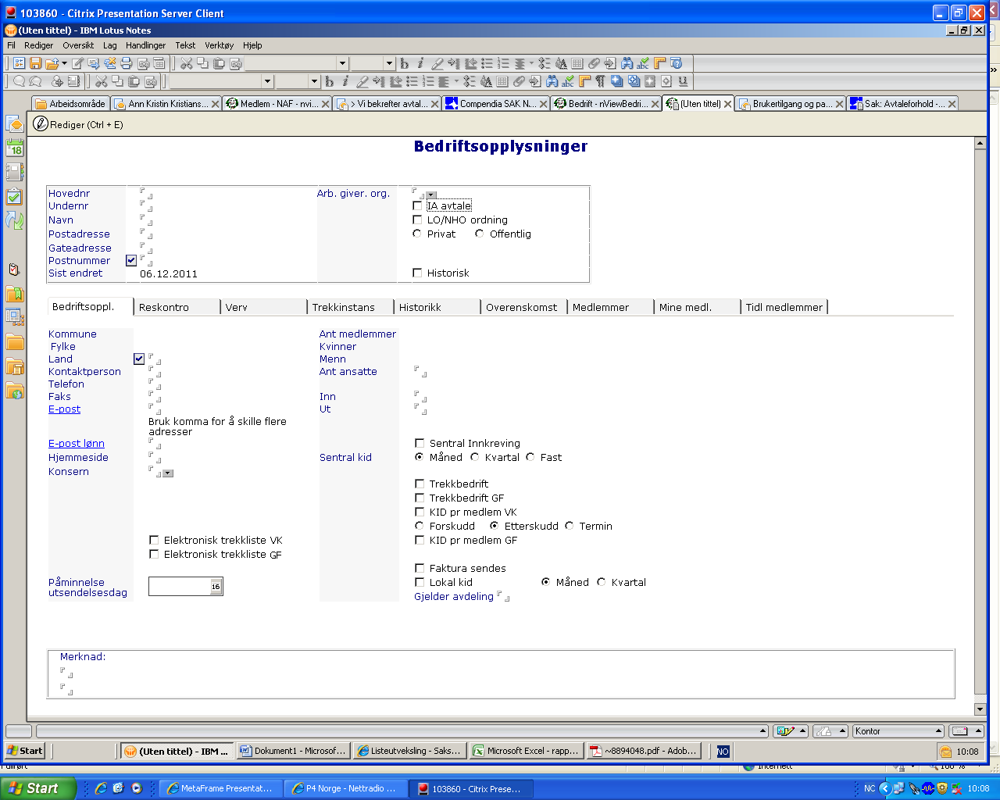 103860 - Citrix Presentation Server Client
(Uten tittel) - IBM Lotus Notes
Fil Rediger Oversikt Lag Handlinger Tekst Verktøy Hjelp
Arbeidsområde Ann Kristin Kristians... Medlem - NAF - nvi... > Vi bekrefter avtal... Compendia SAK N... Bedrift - nViewBedri... (Uten tittel) Brukertilgang og pa... Sak: Avtaleforhold -...
Rediger (Ctrl + E)
Bedriftsopplysninger
Hovednr Arb. giver. org.
Undernr IA avtale
Navn LO/NHO ordning
Postadresse Privat Offentlig
Gateadresse
Postnummer
Sist endret 06.12.2011 Historisk
Bedriftsoppl. Reskontro Verv Trekkinstans Historikk Overenskomst Medlemmer Mine medl. Tidl medlemmer
Kommune Ant medlemmer
Fylke Kvinner
Land Menn
Kontaktperson Ant ansatte
Telefon
Faks Inn
E-post Ut
Bruk komma for å skille flere
adresser
E-post lønn Sentral Innkreving
Hjemmeside Sentral kid Måned Kvartal Fast
Konsern
Trekkbedrift
Trekkbedrift GF
KID pr medlem VK
Forskudd Etterskudd Termin
Elektronisk trekkliste VK KID pr medlem GF
Elektronisk trekkliste GF
Faktura sendes
Påminnelse
utsendelsesdag 16 Lokal kid Måned Kvartal
Gjelder avdeling
Merknad:
Kontor
Start (Uten tittel) - IBM ... Dokument1 - Microsof... Listeutveksling - Saks... Microsoft Excel - rapp... ~8894048.pdf - Adob... NO 10:08
Internett 100 %
Start MetaFrame Presentat... P4 Norge - Nettradio ... 103860 - Citrix Prese... NC 10:08